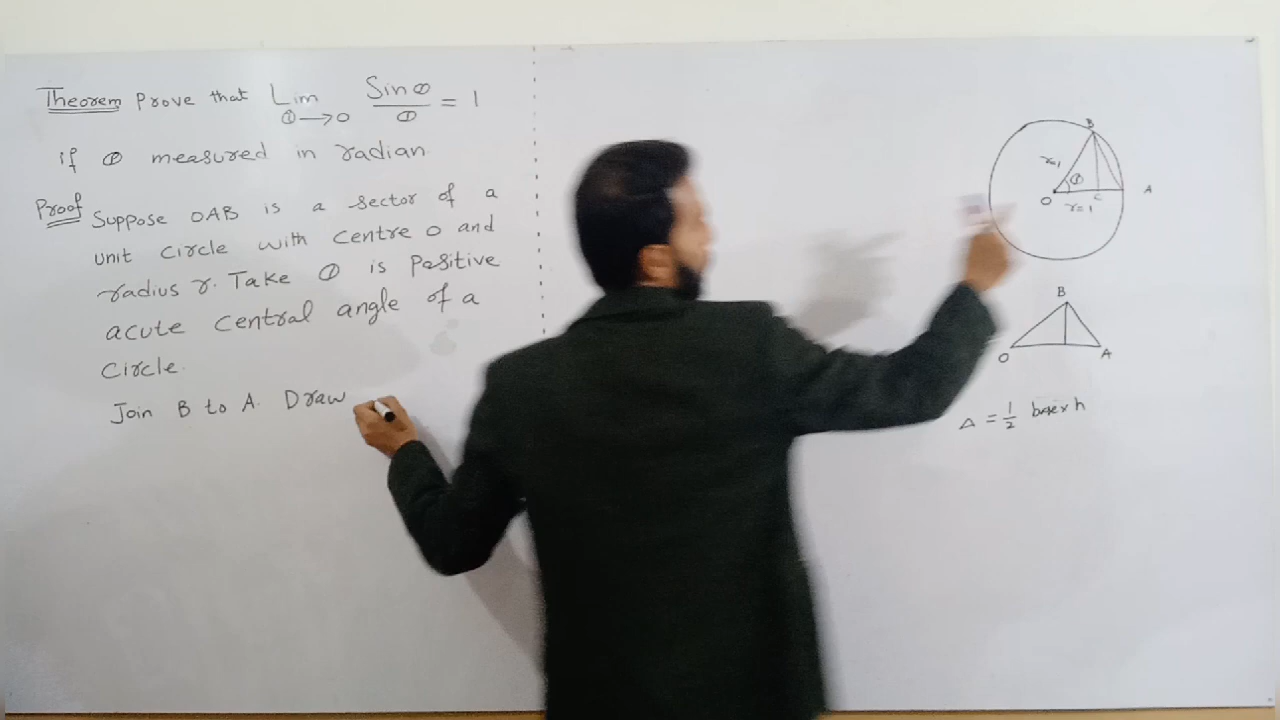 Theorem Prove that Lim Sinθ/θ = 1
θ→0
if θ measured in radian.
Proof Suppose OAB is a sector of a
unit circle with centre O and
radius r. Take θ is Positive
acute central angle of a
circle.
Join B to A. Draw
B
r=1
θ
A
O
C
r=1
B
O
A
△ = 1/2 base x h